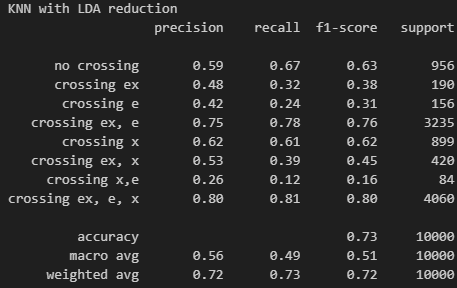 KNN with LDA reduction
precision recall f1-score support
no crossing 0.59 0.67 0.63 956
crossing ex 0.48 0.32 0.38 190
crossing e 0.42 0.24 0.31 156
crossing ex, e 0.75 0.78 0.76 3235
crossing x 0.62 0.61 0.62 899
crossing ex, x 0.53 0.39 0.45 420
crossing x,e 0.26 0.12 0.16 84
crossing ex, e, x 0.80 0.81 0.80 4060
accuracy 0.73 10000
macro avg 0.56 0.49 0.51 10000
weighted avg 0.72 0.73 0.72 10000